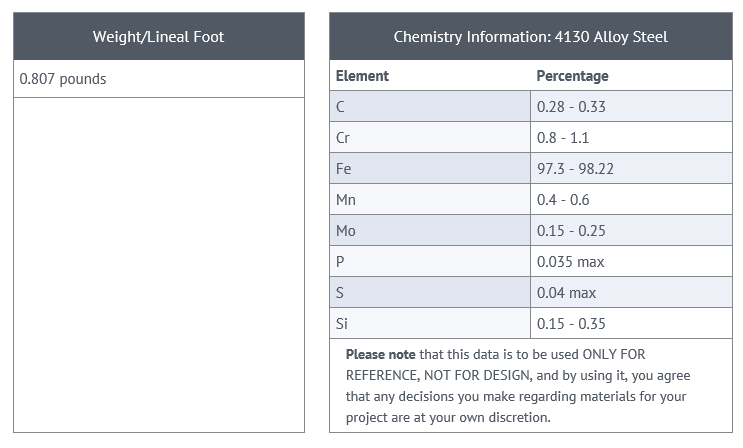 Weight/Lineal Foot
0.807 pounds
Chemistry Information: 4130 Alloy Steel
Element Percentage
C 0.28 - 0.33
Cr 0.8 - 1.1
Fe 97.3 - 98.22
Mn 0.4 - 0.6
Mo 0.15 - 0.25
P 0.035 max
S 0.04 max
Si 0.15 - 0.35
Please note that this data is to be used ONLY FOR
REFERENCE, NOT FOR DESIGN, and by using it, you agree
that any decisions you make regarding materials for your
project are at your own discretion.